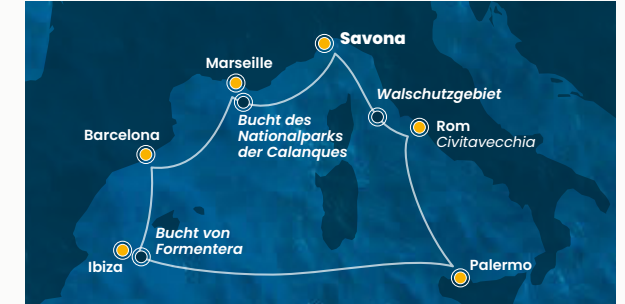 Savona
Marseille
Walschutzgebiet
Bucht des
Nationalparks
der Calanques
Rom
Civitavecchia
Barcelona
Bucht von
Formentera
Ibiza
Palermo